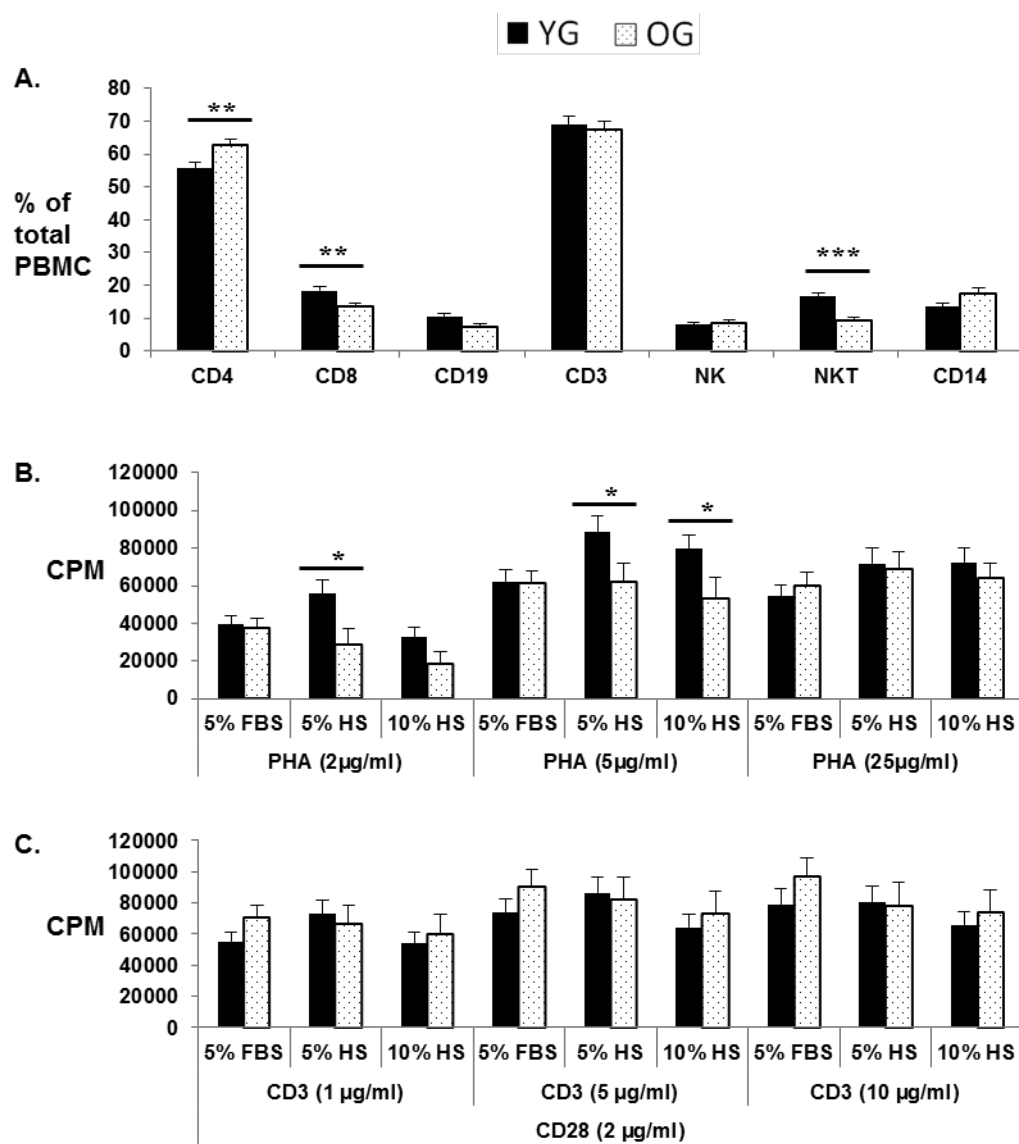 YG OG
A.
80
70
60
50
40
30
20
10
0
% of
total
PBMC
** ** ***
CD4 CD8 CD19 CD3 NK NKT CD14
B.
120000
100000
80000
60000
40000
20000
0
CPM
* * *
5% FBS 5% HS 10% HS 5% FBS 5% HS 10% HS 5% FBS 5% HS 10% HS
PHA (2µg/ml) PHA (5µg/ml) PHA (25µg/ml)
C.
120000
100000
80000
60000
40000
20000
0
CPM
5% FBS 5% HS 10% HS 5% FBS 5% HS 10% HS 5% FBS 5% HS 10% HS
CD3 (1 µg/ml) CD3 (5 µg/ml) CD3 (10 µg/ml)
CD28 (2 µg/ml)